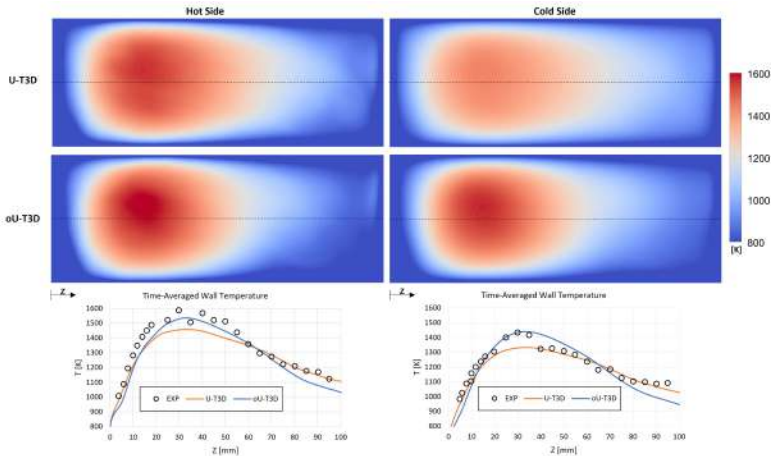 Hot Side
Cold Side
U-T3D
oU-T3D
1600
1400
1200
1000
800
[K]
Z
Time-Averaged Wall Temperature
1600
1500
1400
1300
1200
1100
1000
900
800
T [K]
EXP U-T3D oU-T3D
0 10 20 30 40 50 60 70 80 90 100
Z [mm]
Z
Time-Averaged Wall Temperature
1600
1500
1400
1300
1200
1100
1000
900
800
T [K]
EXP U-T3D oU-T3D
0 10 20 30 40 50 60 70 80 90 100
Z [mm]